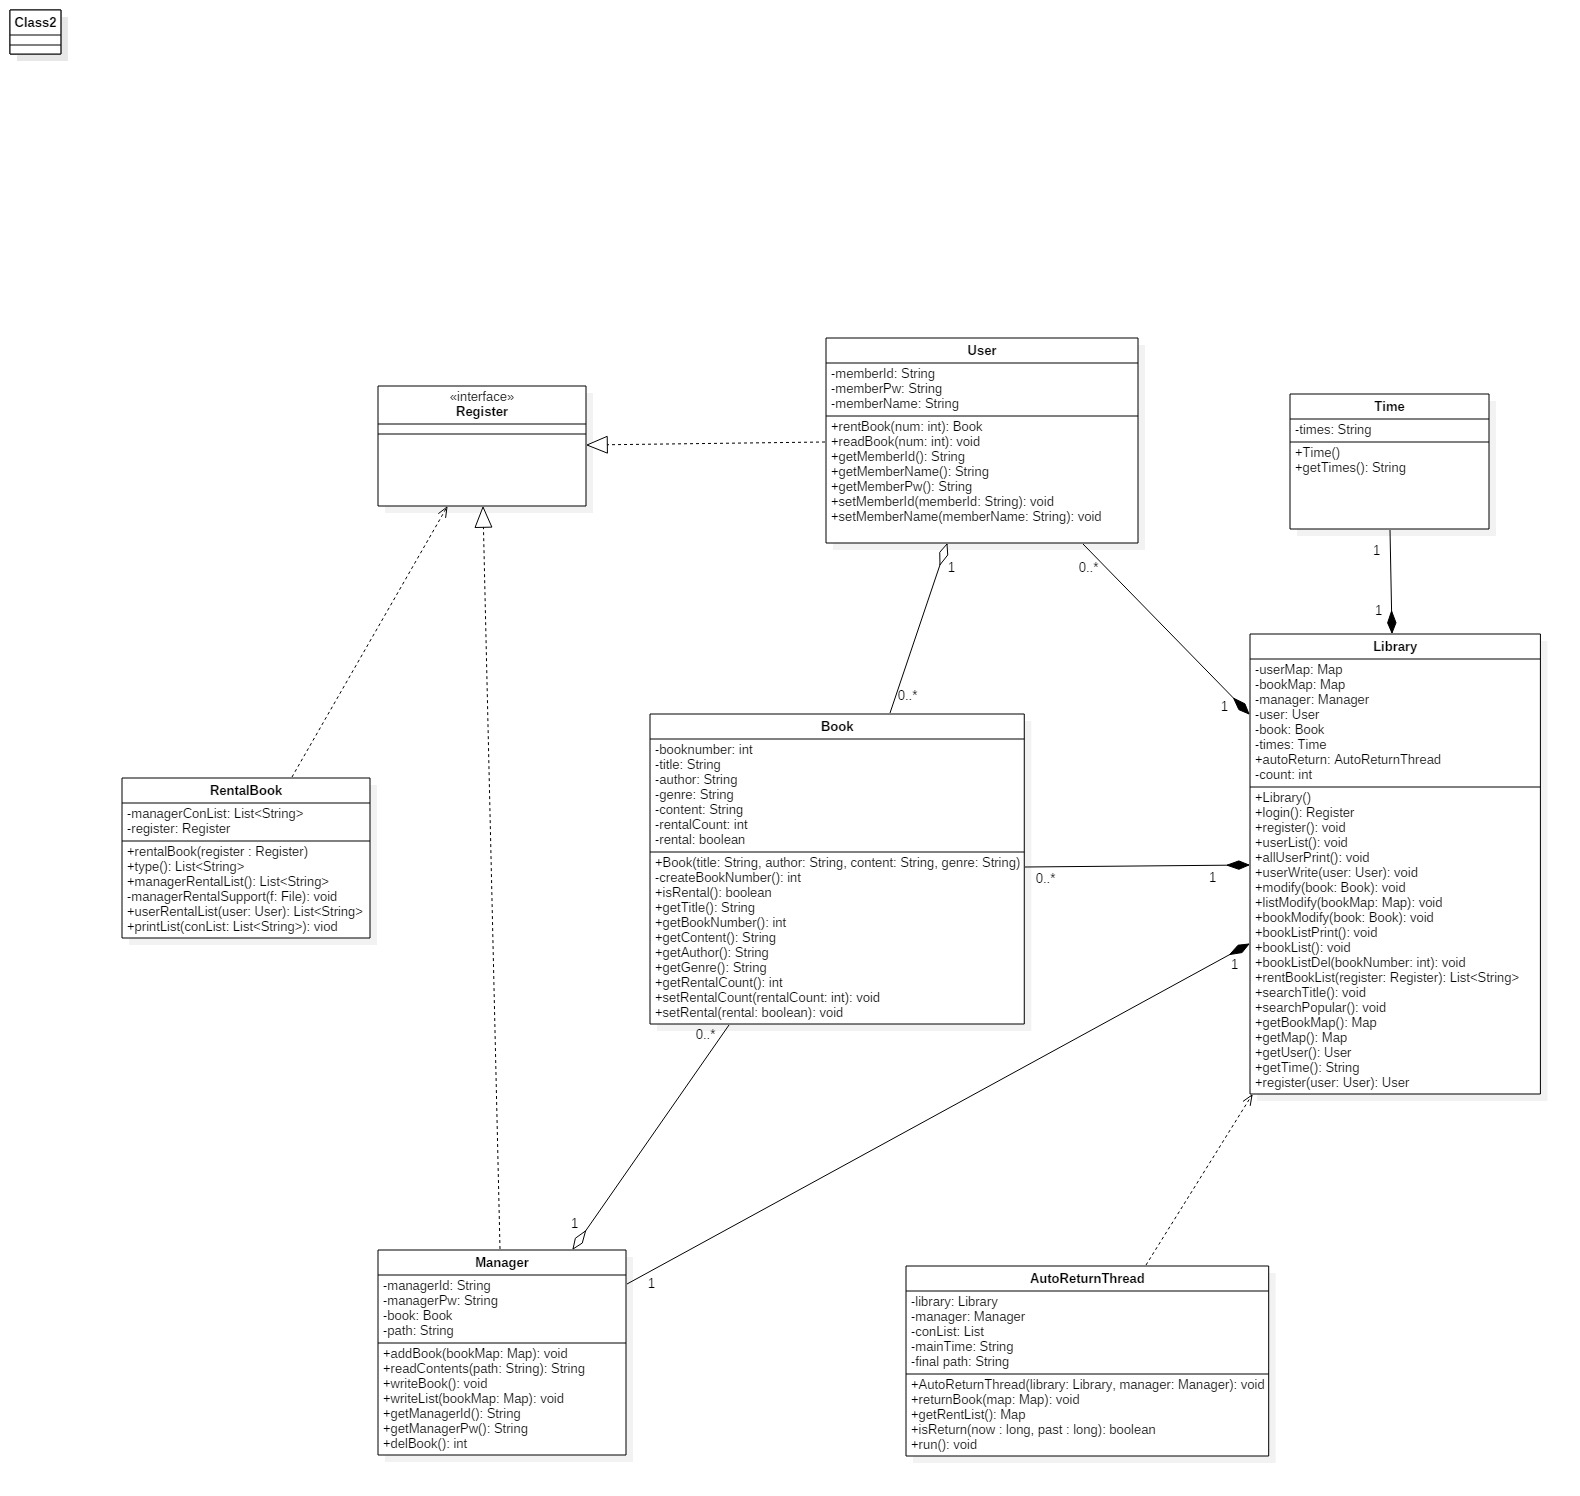 Class2
User
-memberId: String
-memberPw: String
-memberName: String
+rentBook(num: int): Book
+readBook(num: int): void
+getMemberId(): String
+getMemberName(): String
+getMemberPw(): String
+setMemberId(memberId: String): void
+setMemberName(memberName: String): void
«interface»
Register
Time
-times: String
+Time()
+getTimes(): String
1
1
1
0..*
0..*
1
Library
-userMap: Map
-bookMap: Map
-manager: Manager
-user: User
-book: Book
-times: Time
+autoReturn: AutoReturnThread
-count: int
+Library()
+login(): Register
+register(): void
+userList(): void
+allUserPrint(): void
+userWrite(user: User): void
+modify(book: Book): void
+listModify(bookMap: Map): void
+bookModify(book: Book): void
+bookListPrint(): void
+bookList(): void
+bookListDel(bookNumber: int): void
+rentBookList(register: Register): List<String>
+searchTitle(): void
+searchPopular(): void
+getBookMap(): Map
+getMap(): Map
+getUser(): User
+getTime(): String
+register(user: User): User
Book
-booknumber: int
-title: String
-author: String
-genre: String
-content: String
-rentalCount: int
-rental: boolean
+Book(title: String, author: String, content: String, genre: String)
-createBookNumber(): int
+isRental(): boolean
+getTitle(): String
+getBookNumber(): int
+getContent(): String
+getAuthor(): String
+getGenre(): String
+getRentalCount(): int
+setRentalCount(rentalCount: int): void
+setRental(rental: boolean): void
RentalBook
-managerConList: List<String>
-register: Register
+rentalBook(register : Register)
+type(): List<String>
+managerRentalList(): List<String>
-managerRentalSupport(f: File): void
+userRentalList(user: User): List<String>
+printList(conList: List<String>): viod
0..*
1
1
0..*
1
1
Manager
-managerId: String
-managerPw: String
-book: Book
-path: String
+addBook(bookMap: Map): void
+readContents(path: String): String
+writeBook(): void
+writeList(bookMap: Map): void
+getManagerId(): String
+getManagerPw(): String
+delBook(): int
AutoReturnThread
-library: Library
-manager: Manager
-conList: List
-mainTime: String
-final path: String
+AutoReturnThread(library: Library, manager: Manager): void
+returnBook(map: Map): void
+getRentList(): Map
+isReturn(now : long, past : long): boolean
+run(): void